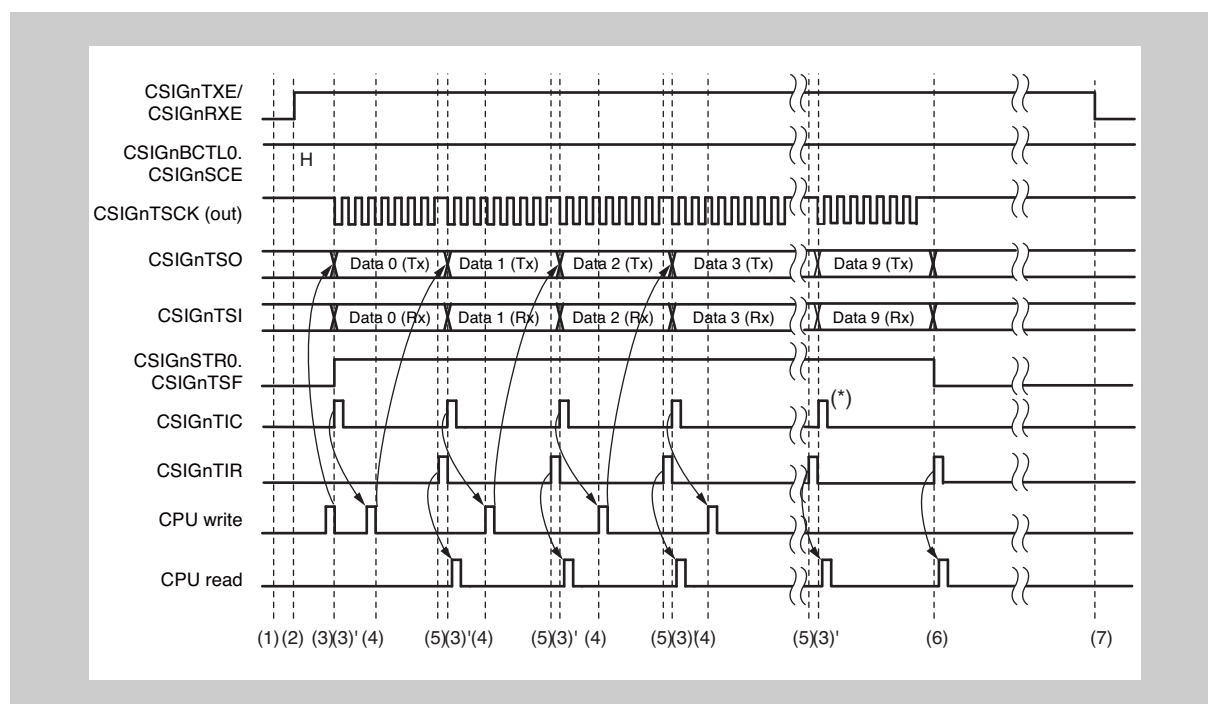 CSIGnTXE/
CSIGnRXE
CSIGnBCTL0.
CSIGnSCE
H
CSIGnTSCK (out)
CSIGnTSO
Data 0 (Tx) Data 1 (Tx) Data 2 (Tx) Data 3 (Tx) Data 9 (Tx)
CSIGnTSI
Data 0 (Rx) Data 1 (Rx) Data 2 (Rx) Data 3 (Rx) Data 9 (Rx)
CSIGnSTR0.
CSIGnTSF
CSIGnTIC
(*)
CSIGnTIR
CPU write
CPU read
(1) (2) (3)(3)' (4) (5)(3)'(4) (5)(3)' (4) (5)(3)'(4) (5)(3)' (6) (7)